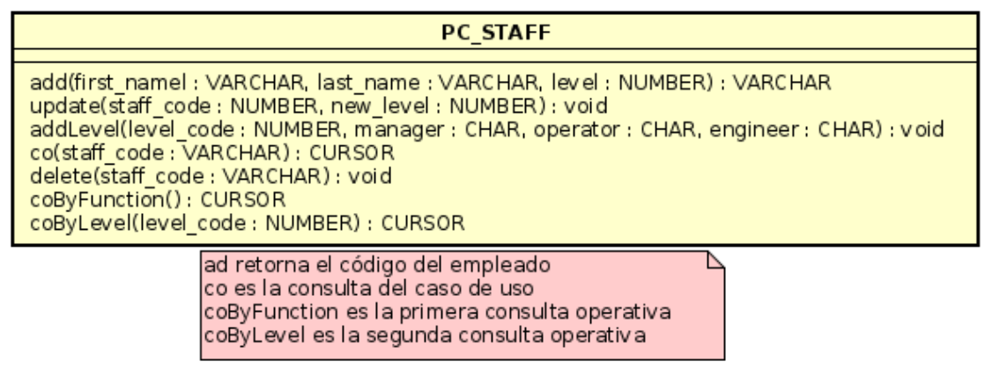 PC_STAFF
add(first_namel : VARCHAR, last_name : VARCHAR, level : NUMBER) : VARCHAR
update(staff_code : NUMBER, new_level : NUMBER) : void
addLevel(level_code : NUMBER, manager : CHAR, operator : CHAR, engineer : CHAR) : void
co(staff_code : VARCHAR) : CURSOR
delete(staff_code : VARCHAR) : void
coByFunction() : CURSOR
coByLevel(level_code : NUMBER) : CURSOR
ad retorna el código del empleado
co es la consulta del caso de uso
coByFunction es la primera consulta operativa
coByLevel es la segunda consulta operativa